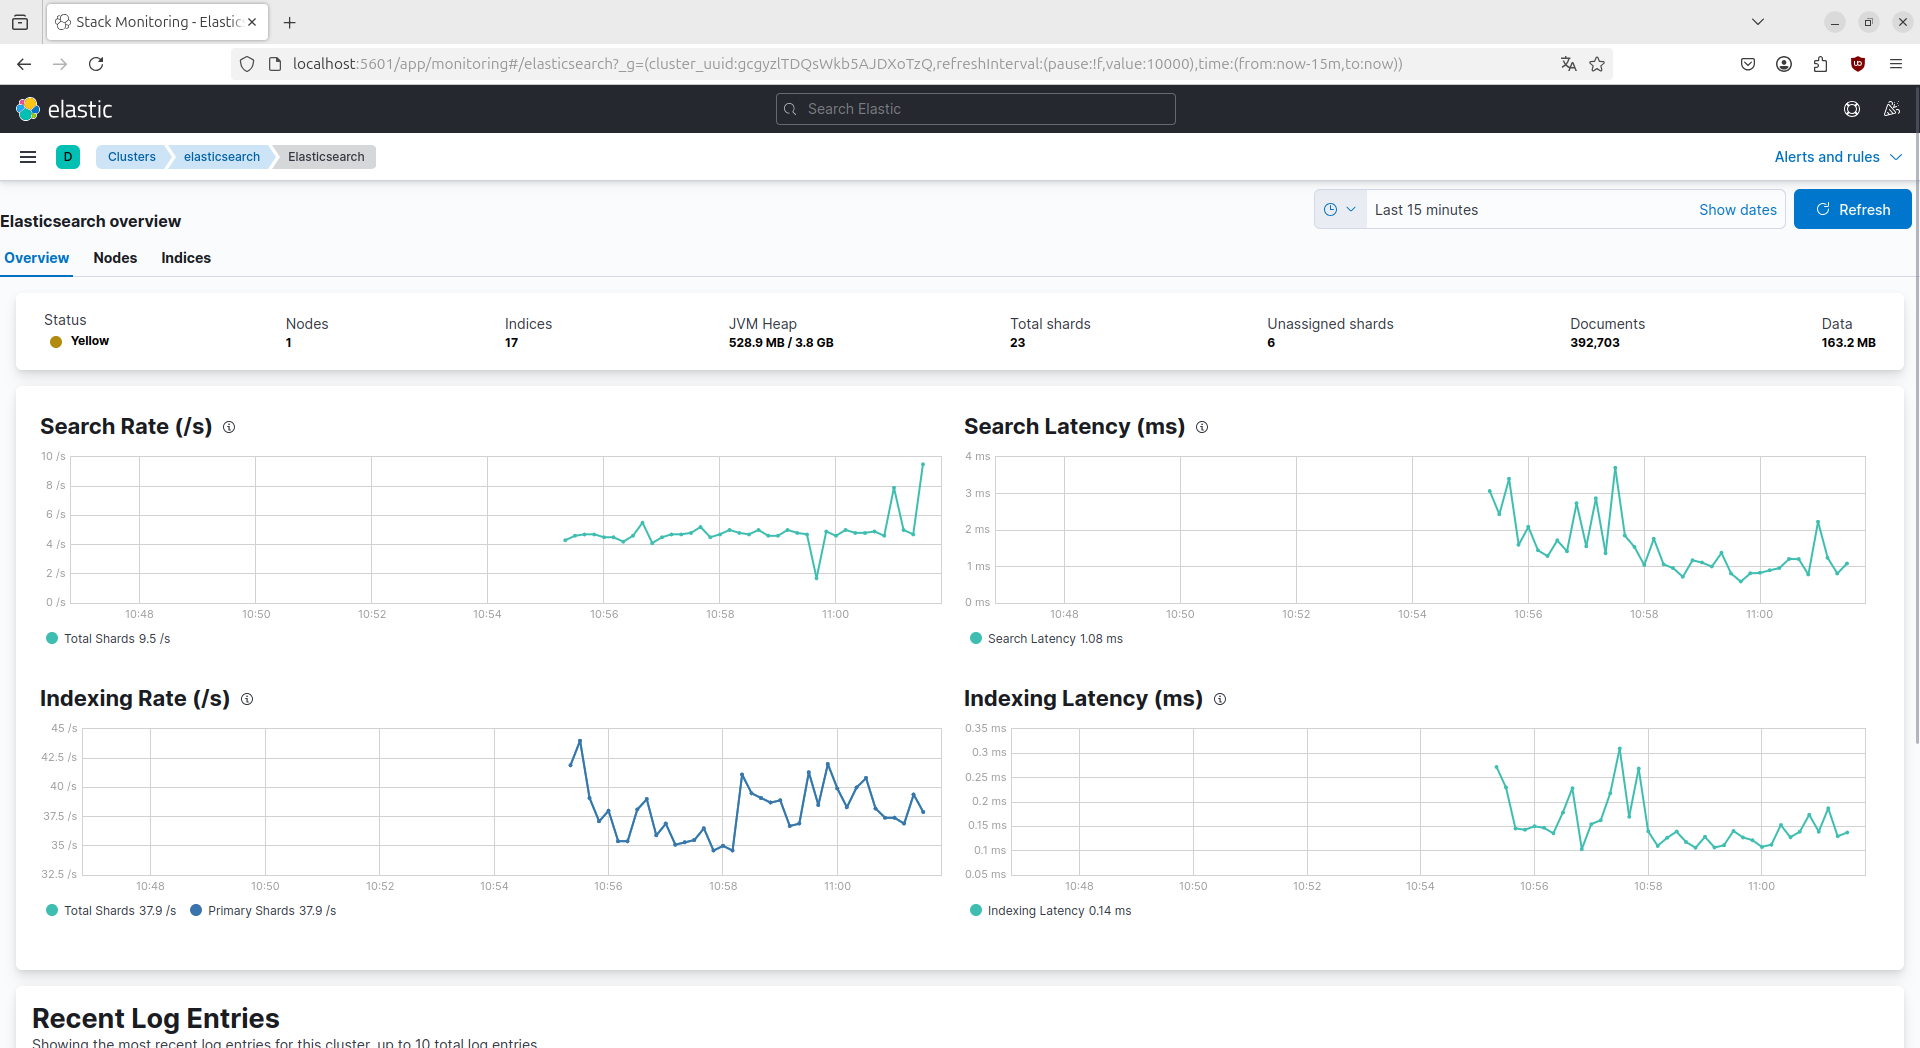 Stack Monitoring - Elastic
localhost:5601/app/monitoring#/elasticsearch?_g=(cluster_uuid:gcgyzlTDQsWkb5AJDXoTzQ,refreshInterval:(pause:!f,value:10000),time:(from:now-15m,to:now))
elastic
Search Elastic
D
Clusters
elasticsearch
Elasticsearch
Alerts and rules
Elasticsearch overview
Last 15 minutes
Show dates
Refresh
Overview
Nodes
Indices
Status
Yellow
Nodes
1
Indices
17
JVM Heap
528.9 MB / 3.8 GB
Total shards
23
Unassigned shards
6
Documents
392,703
Data
163.2 MB
Search Rate (/s)
10 /s
8 /s
6 /s
4 /s
2 /s
0 /s
10:48 10:50 10:52 10:54 10:56 10:58 11:00
Total Shards 9.5 /s
Search Latency (ms)
4 ms
3 ms
2 ms
1 ms
0 ms
10:48 10:50 10:52 10:54 10:56 10:58 11:00
Search Latency 1.08 ms
Indexing Rate (/s)
45 /s
42.5 /s
40 /s
37.5 /s
35 /s
32.5 /s
10:48 10:50 10:52 10:54 10:56 10:58 11:00
Total Shards 37.9 /s Primary Shards 37.9 /s
Indexing Latency (ms)
0.35 ms
0.3 ms
0.25 ms
0.2 ms
0.15 ms
0.1 ms
0.05 ms
10:48 10:50 10:52 10:54 10:56 10:58 11:00
Indexing Latency 0.14 ms
Recent Log Entries
Showing the most recent log entries for this cluster, up to 10 total log entries.